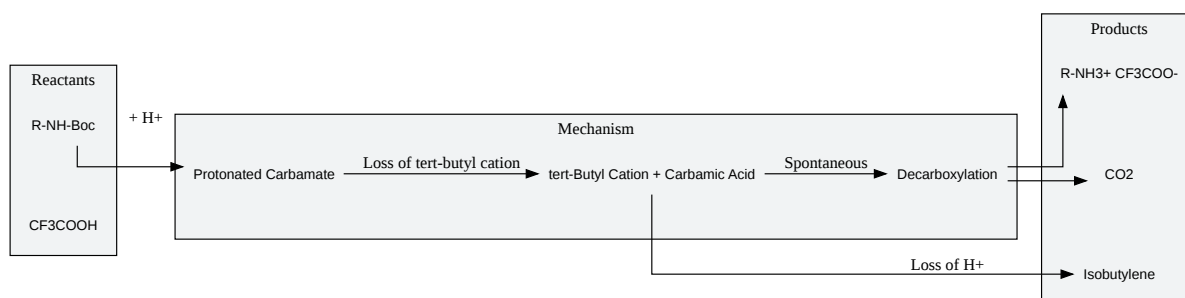 Products
Reactants
R-NH3+ CF3COO-
+ H+
R-NH-Boc
Mechanism
Loss of tert-butyl cation
Spontaneous
Protonated Carbamate
tert-Butyl Cation + Carbamic Acid
Decarboxylation
CO2
CF3COOH
Loss of H+
Isobutylene